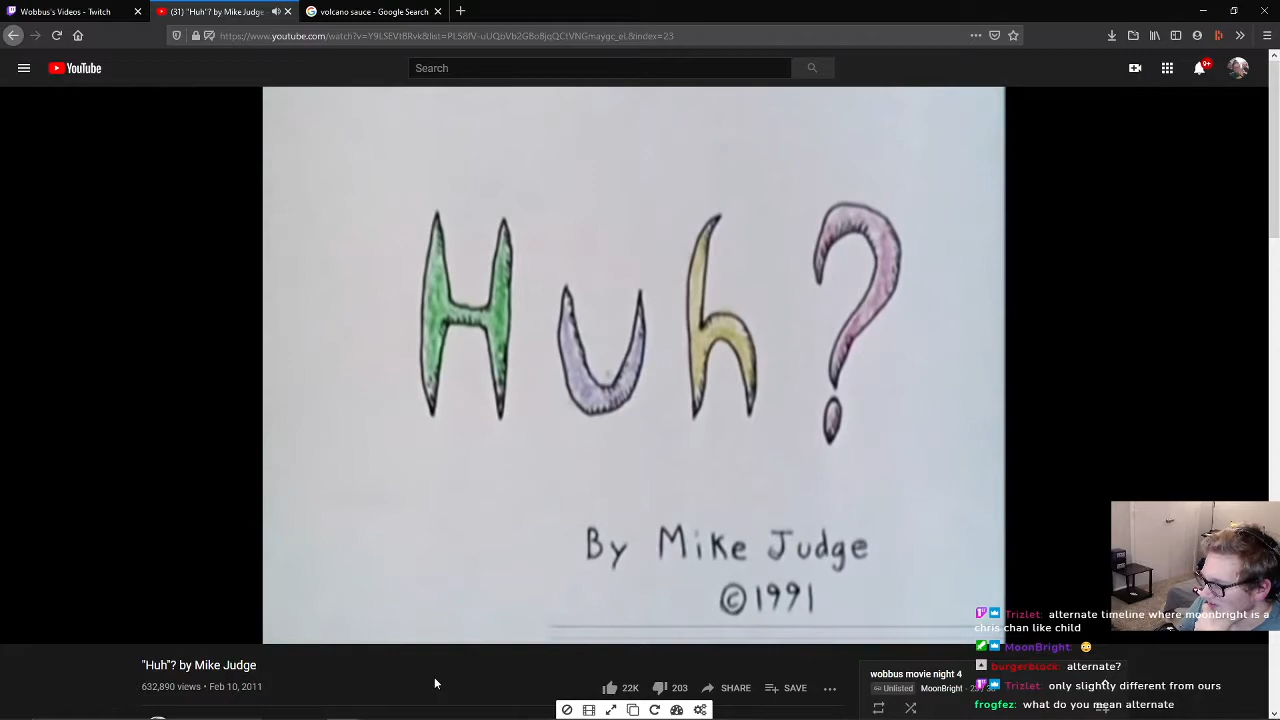 Wobbus's Videos - Twitch
(31) "Huh"? by Mike Judge
volcano sauce - Google Search
YouTube
Search
9+
Huh?
By Mike Judge
©1991
Trizlet: alternate timeline where moonbright is a
chris chan like child
MoonBright:
burgerblock: alternate?
Trizlet: only slightly different from ours
frogfez: what do you mean alternate
"Huh"? by Mike Judge
632,890 views • Feb 10, 2011
22K
203
SHARE
SAVE
wobbus movie night 4
Unlisted
MoonBright